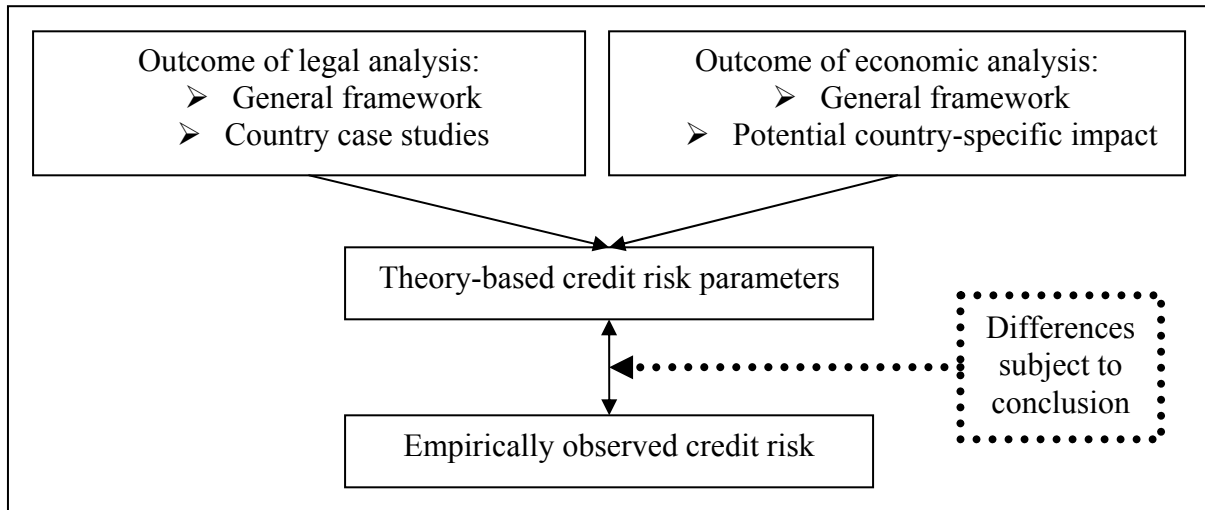 Outcome of legal analysis:
➢ General framework
➢ Country case studies
Outcome of economic analysis:
➢ General framework
➢ Potential country-specific impact
Theory-based credit risk parameters
Differences
subject to
conclusion
Empirically observed credit risk